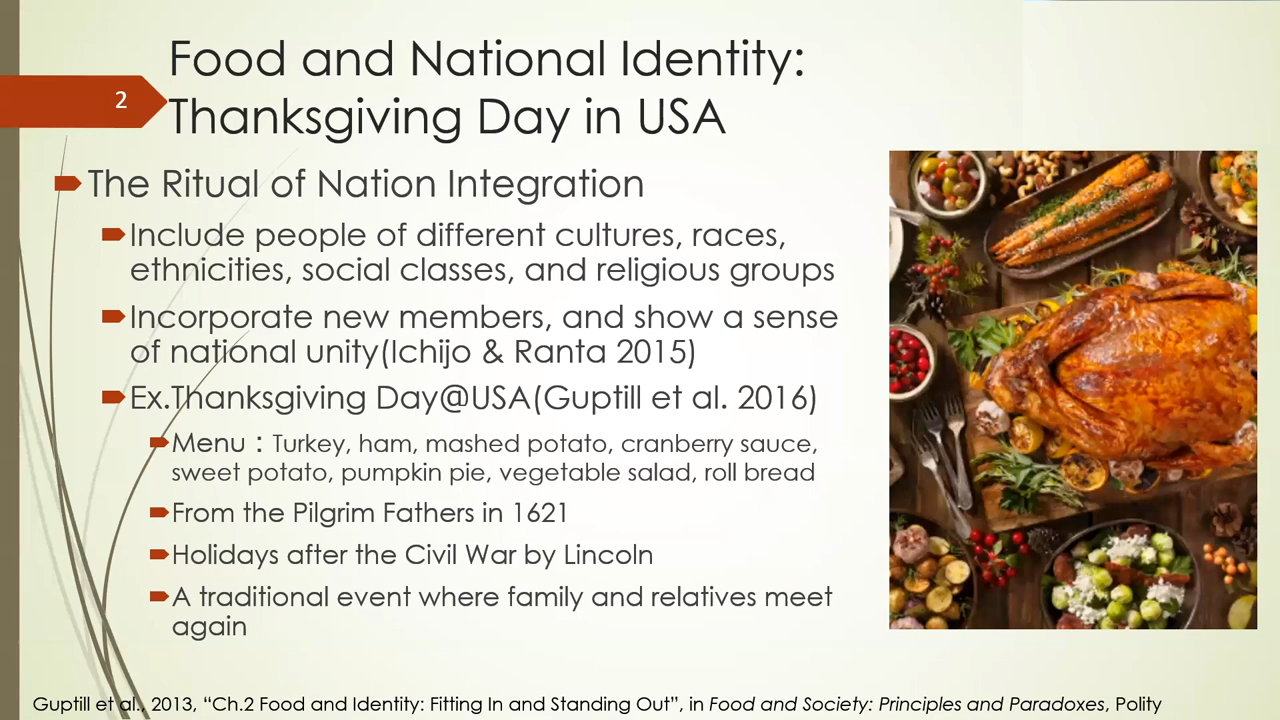 Food and National Identity:
2
Thanksgiving Day in USA
The Ritual of Nation Integration
Include people of different cultures, races,
ethnicities, social classes, and religious groups
Incorporate new members, and show a sense
of national unity(Ichijo & Ranta 2015)
Ex.Thanksgiving Day@USA(Guptill et al. 2016)
Menu：Turkey, ham, mashed potato, cranberry sauce,
sweet potato, pumpkin pie, vegetable salad, roll bread
From the Pilgrim Fathers in 1621
Holidays after the Civil War by Lincoln
A traditional event where family and relatives meet
again
Guptill et al., 2013, “Ch.2 Food and Identity: Fitting In and Standing Out”, in Food and Society: Principles and Paradoxes, Polity